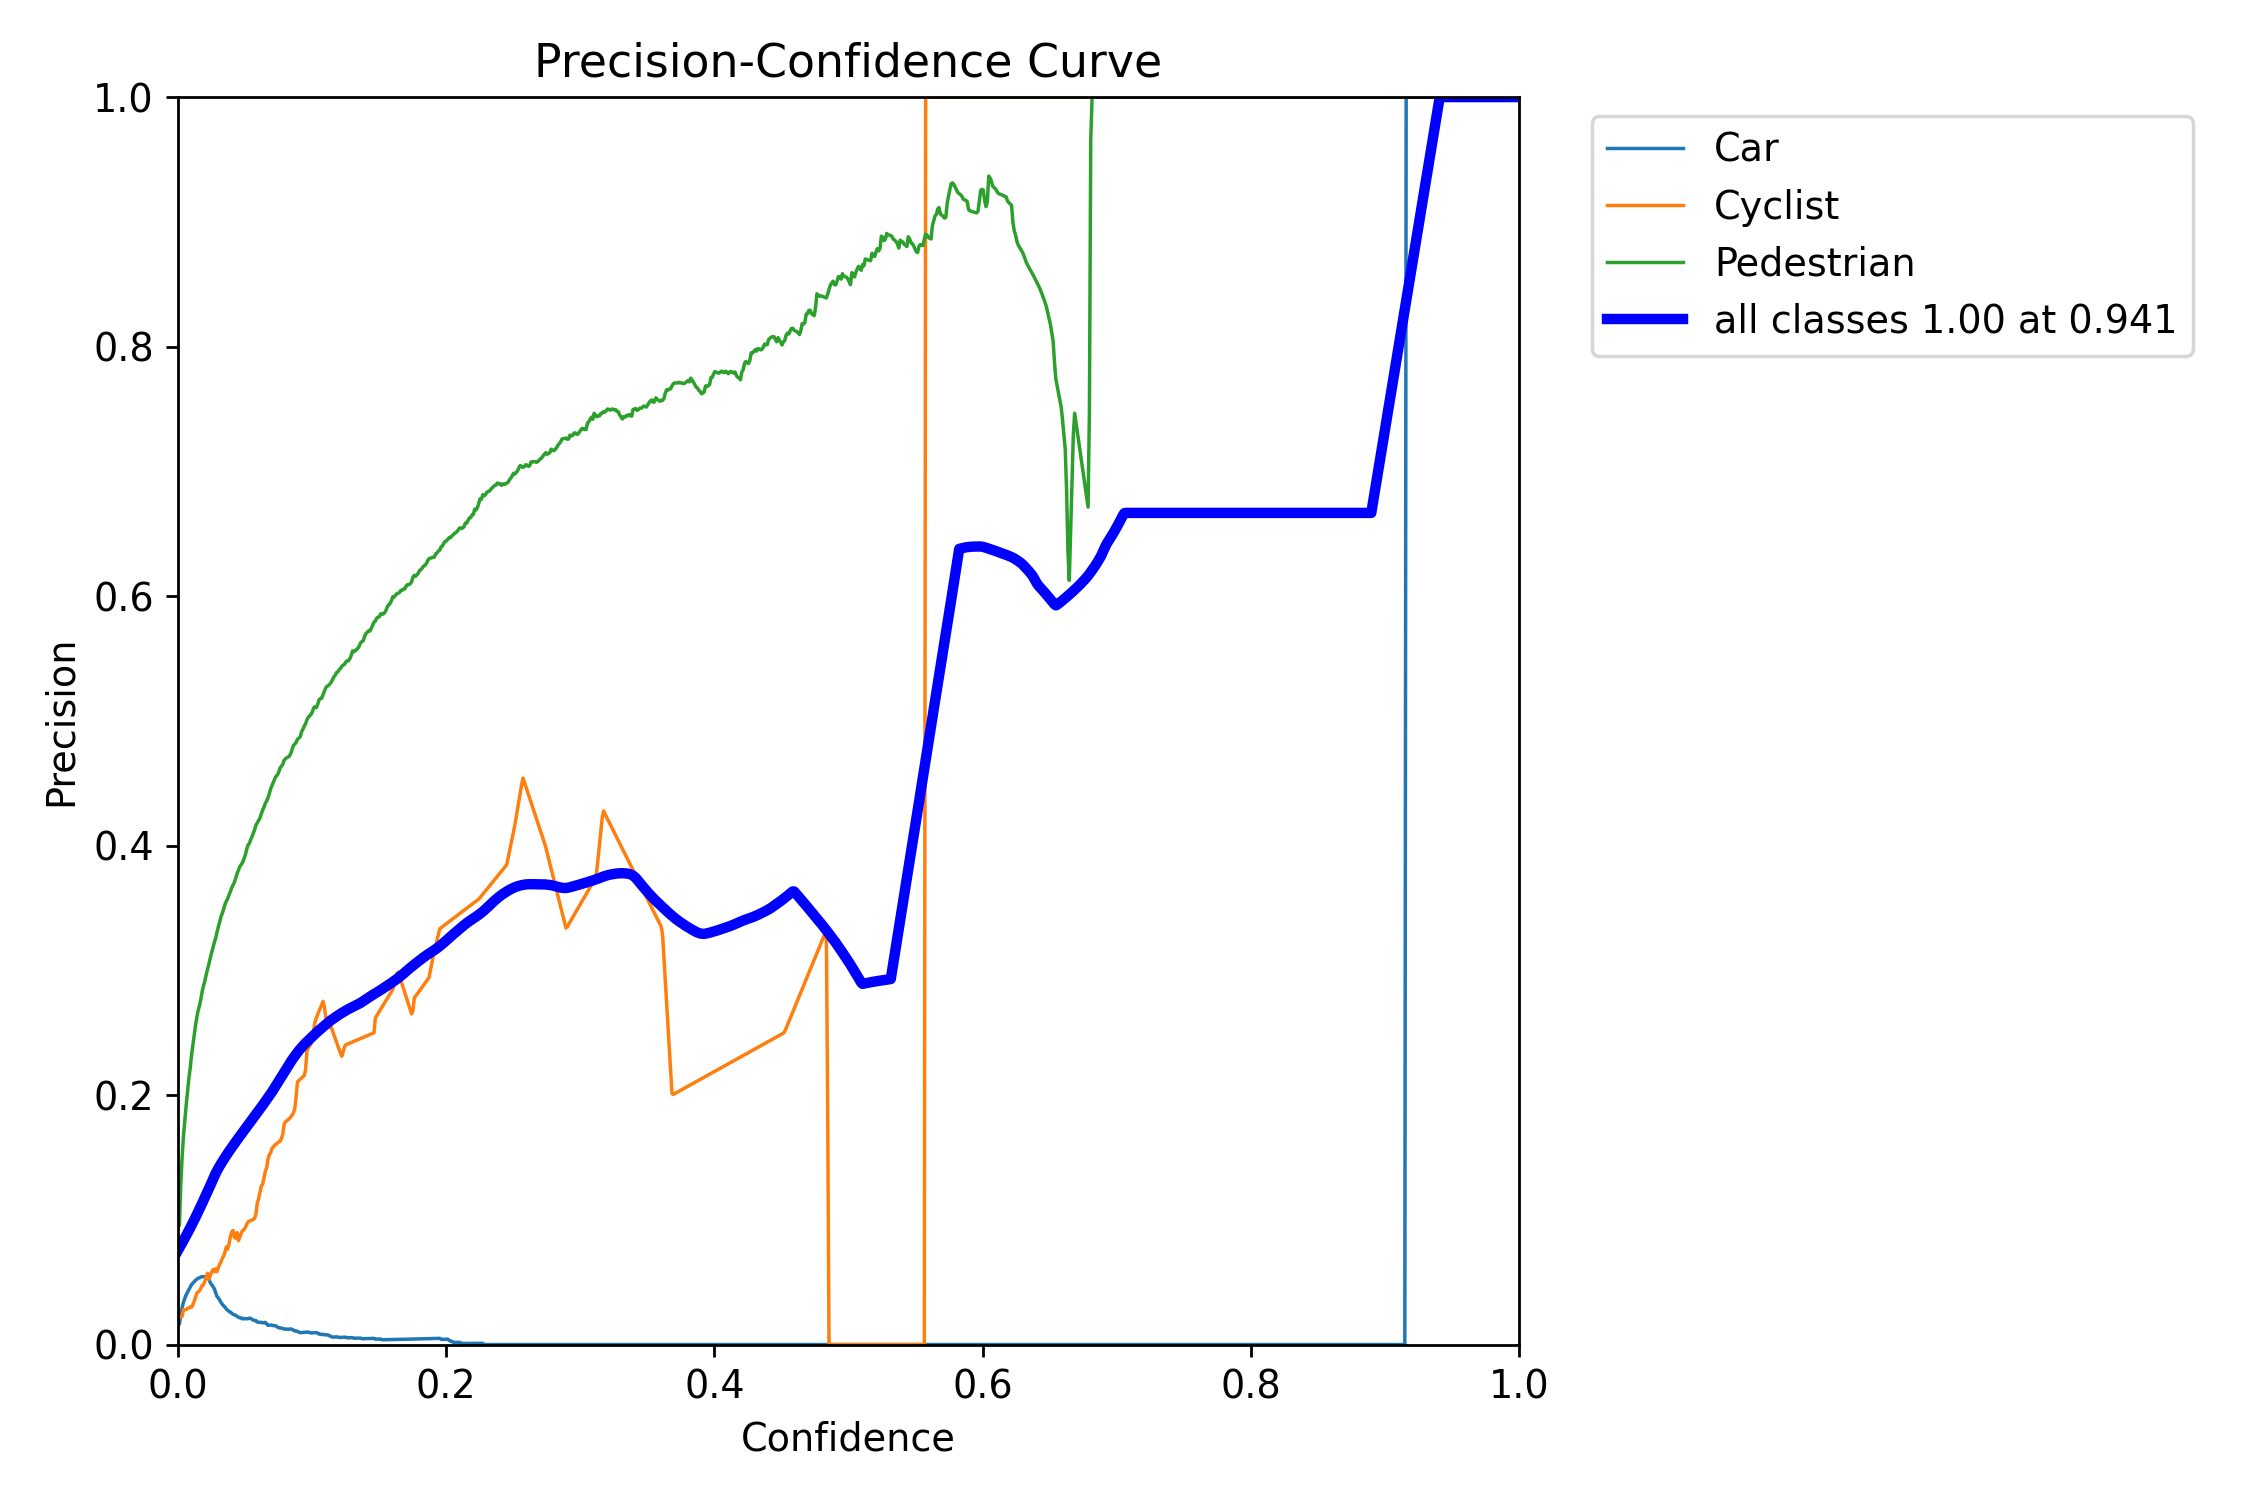 Precision-Confidence Curve
1.0
0.8
0.6
0.4
0.2
0.0
Precision
0.0 0.2 0.4 0.6 0.8 1.0
Confidence
Car
Cyclist
Pedestrian
all classes 1.00 at 0.941